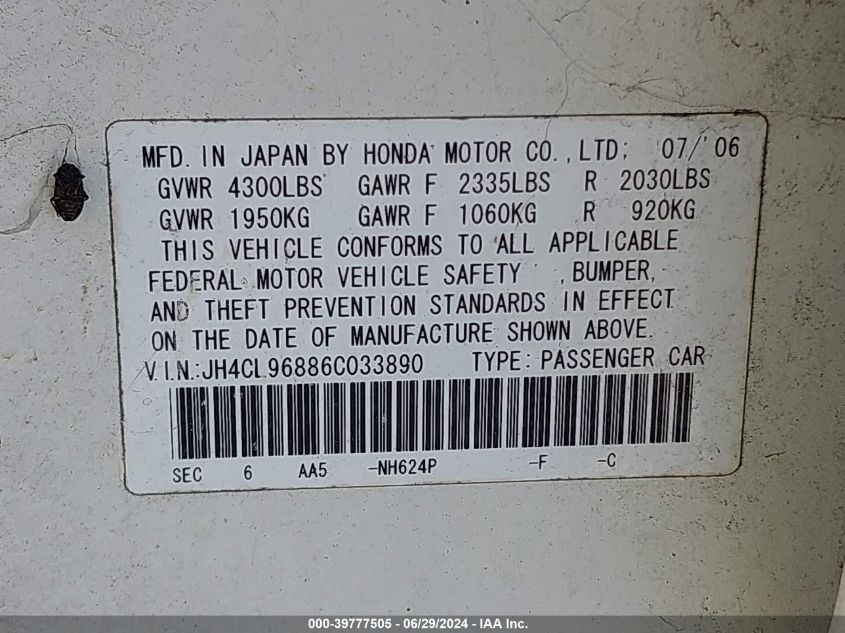 MFD. IN JAPAN BY HONDA MOTOR CO., LTD. 07/'06
GVWR 4300LBS GAWR F 2335LBS R 2030LBS
GVWR 1950KG GAWR F 1060KG R 920KG
THIS VEHICLE CONFORMS TO ALL APPLICABLE
FEDERAL MOTOR VEHICLE SAFETY , BUMPER,
AND THEFT PREVENTION STANDARDS IN EFFECT
ON THE DATE OF MANUFACTURE SHOWN ABOVE.
V.I.N.:JH4CL96886C033890 TYPE: PASSENGER CAR
SEC 6 AA5 -NH624P -F -C
000-39777505 - 06/29/2024 - IAA Inc.